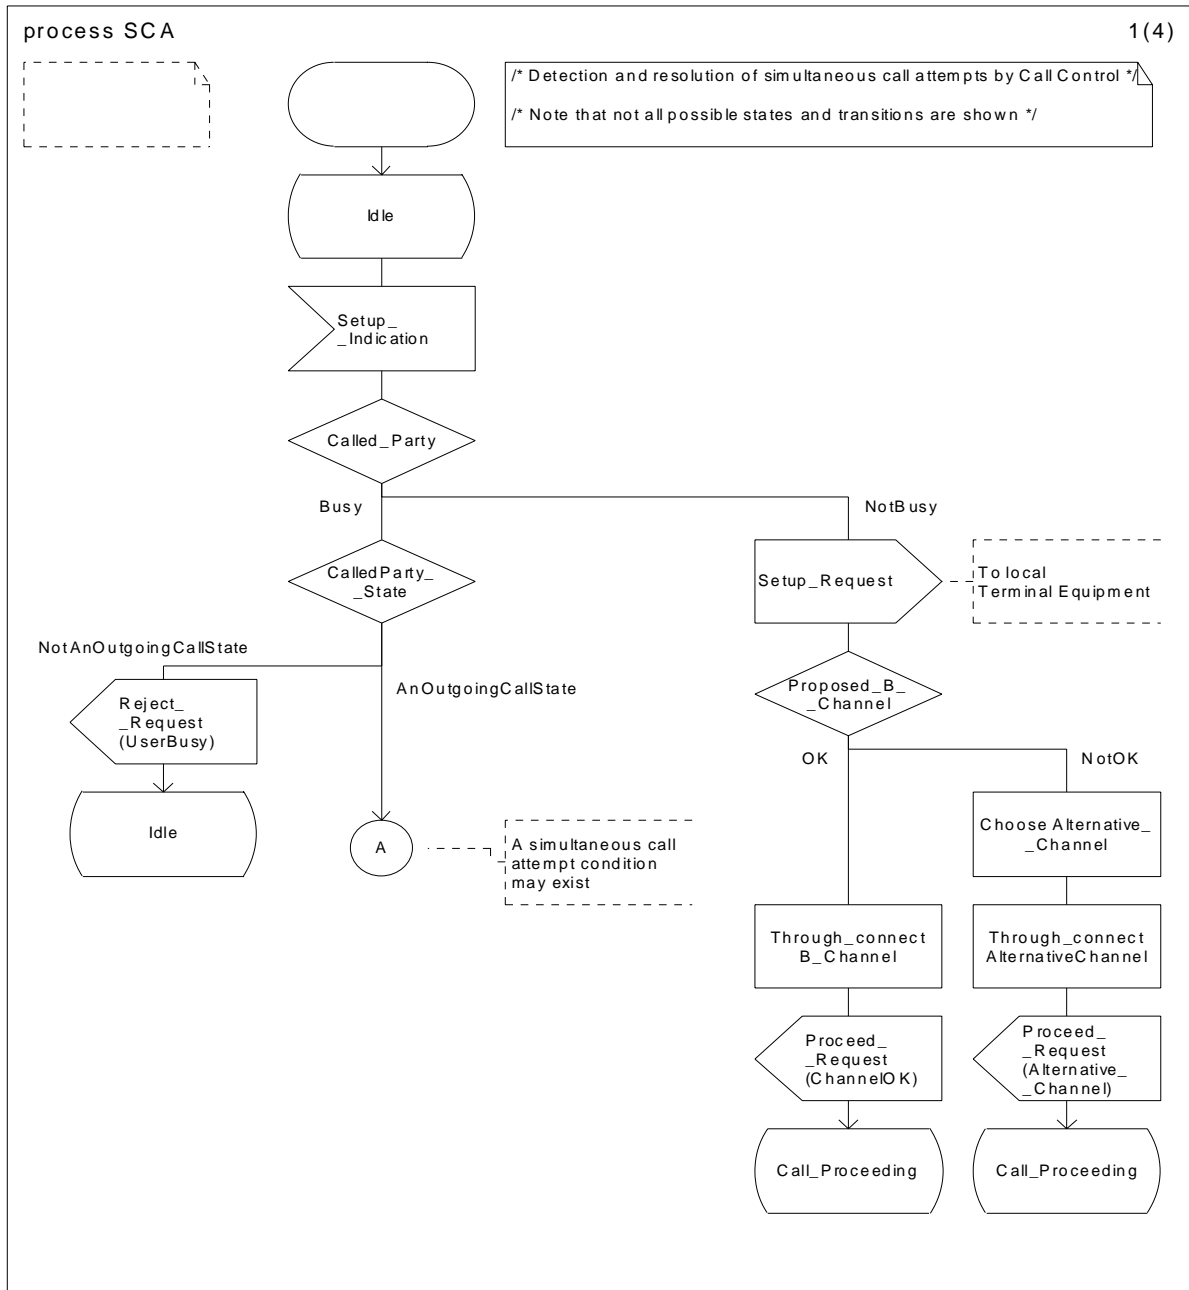 process SCA
1(4)
/* Detection and resolution of simultaneous call attempts by Call Control */
/* Note that not all possible states and transitions are shown */
Idle
Setup_
_Indication
Called_Party
Busy
NotBusy
CalledParty_
_State
Setup_Request
To local
Terminal Equipment
NotAnOutgoingCallState
AnOutgoingCallState
Reject_
_Request
(UserBusy)
Proposed_B_
_Channel
OK
NotOK
Idle
A
A simultaneous call
attempt condition
may exist
Choose Alternative_
_Channel
Through_connect
B_Channel
Through_connect
AlternativeChannel
Proceed_
_Request
(ChannelOK)
Proceed_
_Request
(Alternative_
_Channel)
Call_Proceeding
Call_Proceeding